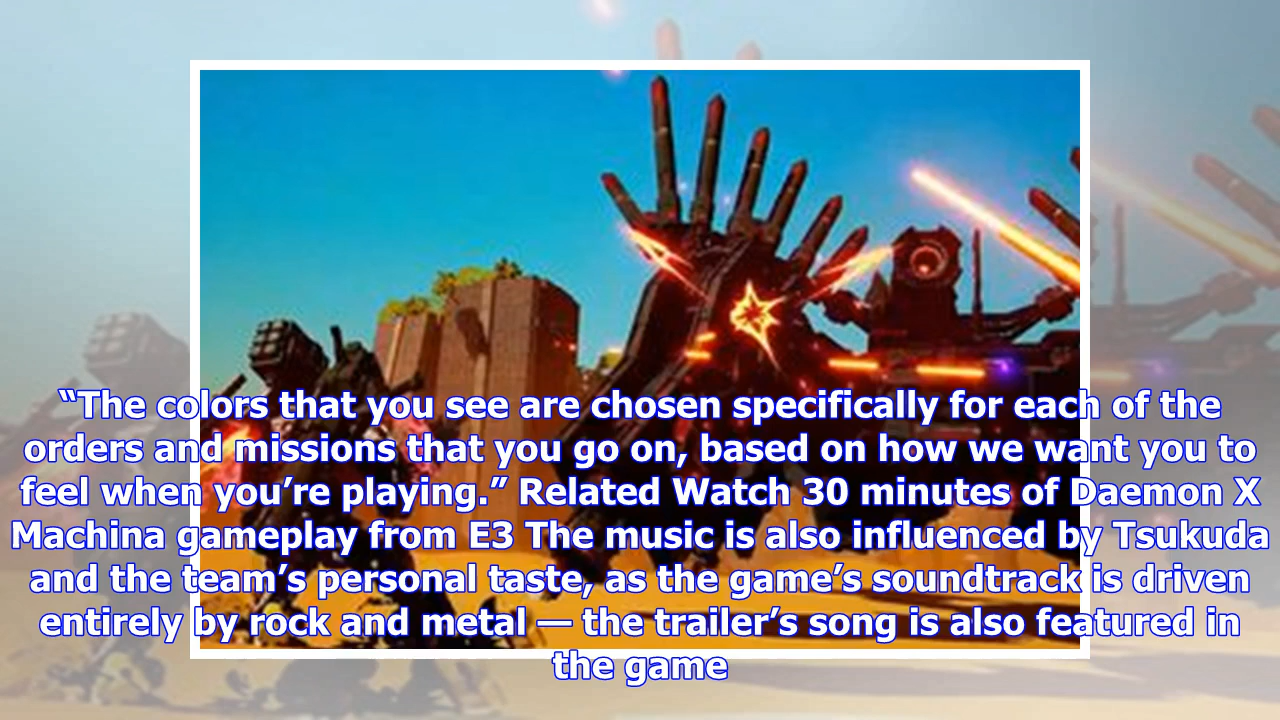 “The colors that you see are chosen specifically for each of the
orders and missions that you go on, based on how we want you to
feel when you’re playing.” Related Watch 30 minutes of Daemon X
Machina gameplay from E3 The music is also influenced by Tsukuda
and the team’s personal taste, as the game’s soundtrack is driven
entirely by rock and metal — the trailer’s song is also featured in
the game